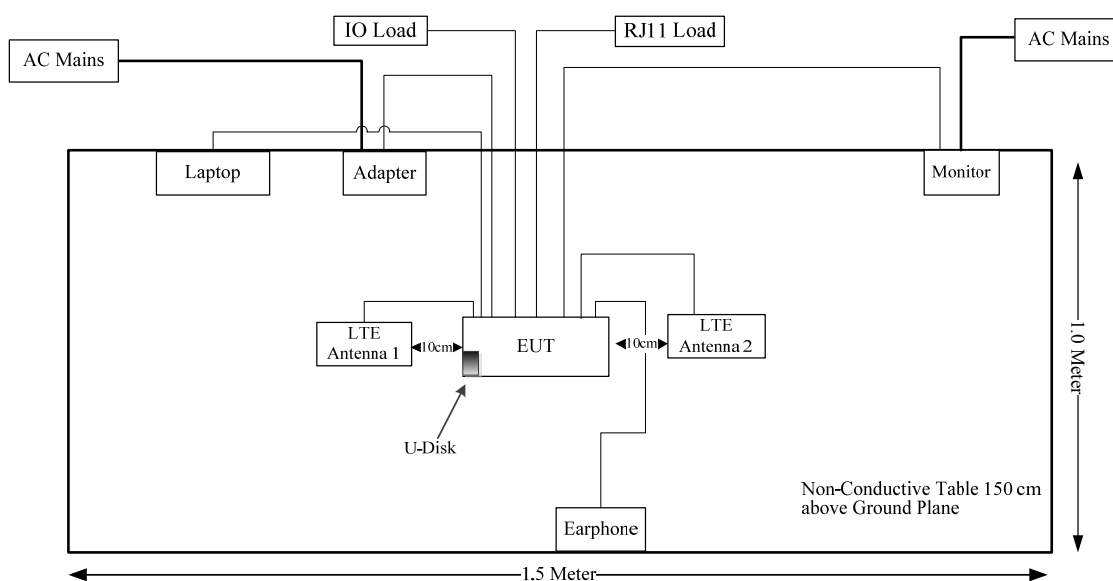 IO Load
RJ11 Load
AC Mains
AC Mains
Laptop
Adapter
Monitor
LTE
Antenna 1
10cm
EUT
10cm
LTE
Antenna 2
U-Disk
1.0 Meter
Non-Conductive Table 150 cm
above Ground Plane
Earphone
1.5 Meter